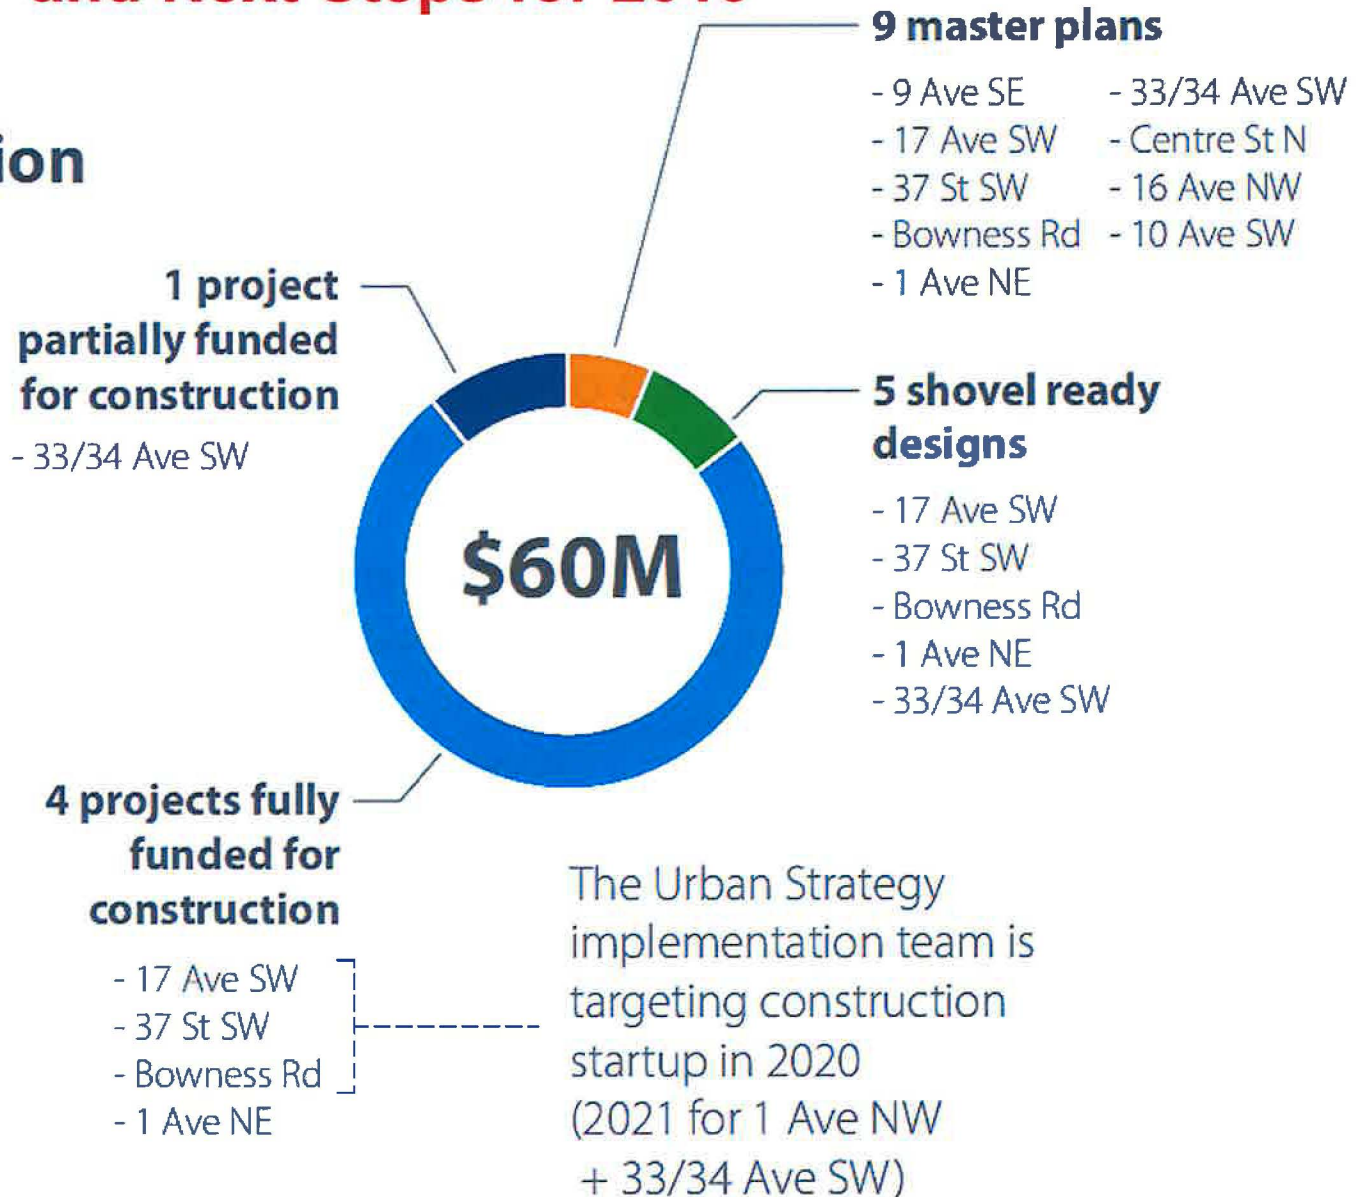 and Next Steps for 2019
9 master plans
- 9 Ave SE
- 17 Ave SW
- 37 St SW
- Bowness Rd
- 1 Ave NE
- 33/34 Ave SW
- Centre St N
- 16 Ave NW
- 10 Ave SW
1 project
partially funded
for construction
- 33/34 Ave SW
5 shovel ready
designs
- 17 Ave SW
- 37 St SW
- Bowness Rd
- 1 Ave NE
- 33/34 Ave SW
$60M
4 projects fully
funded for
construction
- 17 Ave SW
- 37 St SW
- Bowness Rd
- 1 Ave NE
The Urban Strategy
implementation team is
targeting construction
startup in 2020
(2021 for 1 Ave NW
+ 33/34 Ave SW)